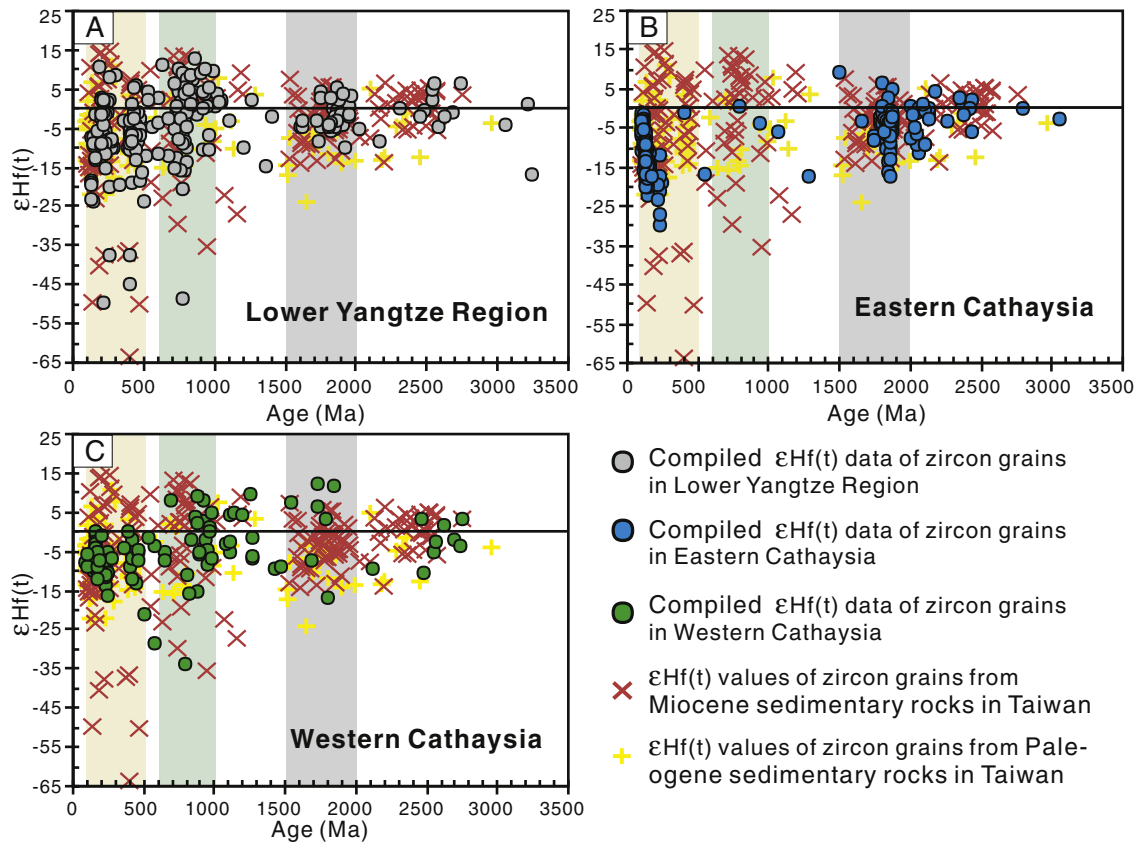 A
25
15
5
-5
-15
-25
-35
-45
-55
-65
εHf(t)
Lower Yangtze Region
0 500 1000 1500 2000 2500 3000 3500
Age (Ma)
B
25
15
5
-5
-15
-25
-35
-45
-55
-65
Eastern Cathaysia
0 500 1000 1500 2000 2500 3000 3500
Age (Ma)
C
25
15
5
-5
-15
-25
-35
-45
-55
-65
εHf(t)
Western Cathaysia
0 500 1000 1500 2000 2500 3000 3500
Age (Ma)
Compiled εHf(t) data of zircon grains
in Lower Yangtze Region
Compiled εHf(t) data of zircon grains
in Eastern Cathaysia
Compiled εHf(t) data of zircon grains
in Western Cathaysia
εHf(t) values of zircon grains from
Miocene sedimentary rocks in Taiwan
εHf(t) values of zircon grains from Pale-
ogene sedimentary rocks in Taiwan